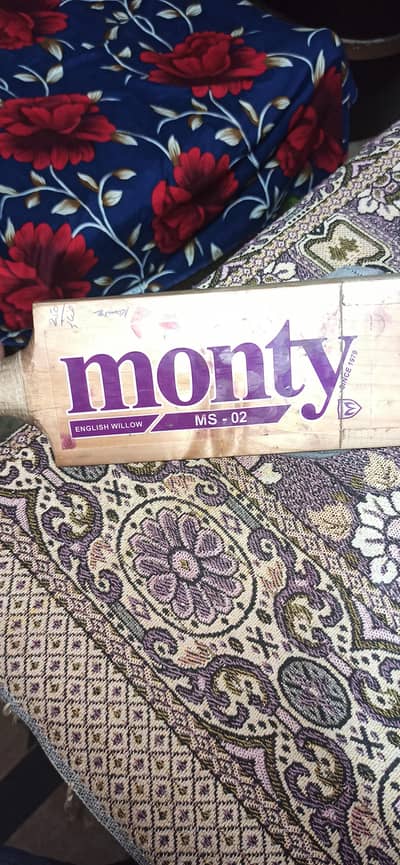 monty
SINCE 1979
ENGLISH WILLOW
MS - 02